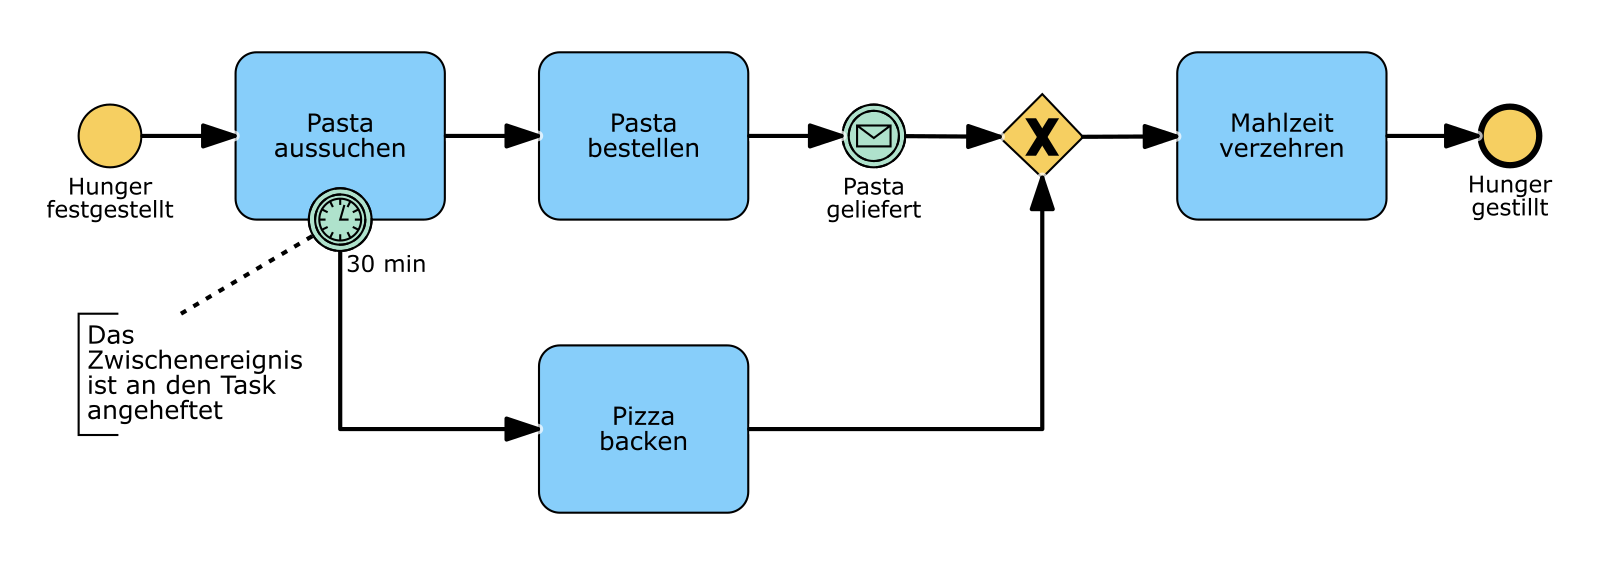 Hunger
festgestellt
Pasta
aussuchen
30 min
Das
Zwischenereignis
ist an den Task
angeheftet
Pasta
bestellen
Pasta
geliefert
Pizza
backen
X
Mahlzeit
verzehren
Hunger
gestillt